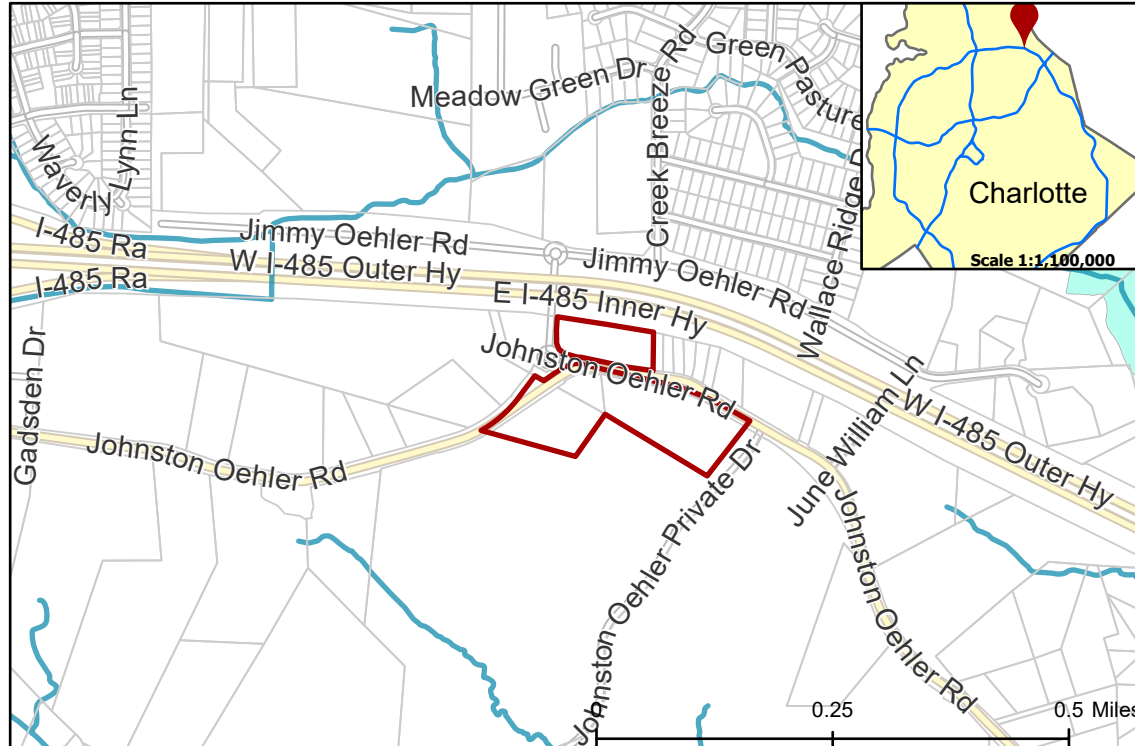 Green Pasture
Meadow Green Dr
Creek Breeze Rd
Waverly
Lynn Ln
Wallace Ridge D
Charlotte
Scale 1:1,100,000
I-485 Ra
Jimmy Oehler Rd
W I-485 Outer Hy
Jimmy Oehler Rd
I-485 Ra
E I-485 Inner Hy
Gadsden Dr
Johnston Oehler Rd
June William Ln
W I-485 Outer Hy
Johnston Oehler Rd
Johnston Oehler Private Dr
Johnston Oehler Rd
0.25
0.5 Miles